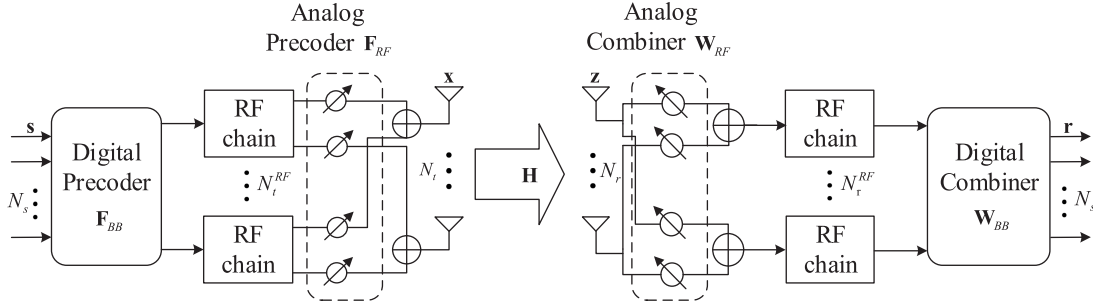 Analog
Precoder F_RF
Analog
Combiner W_RF
s
N_s
Digital
Precoder
F_BB
RF
chain
N_t^RF
RF
chain
x
N_t
H
z
N_r
RF
chain
N_r^RF
RF
chain
Digital
Combiner
W_BB
r
N_s